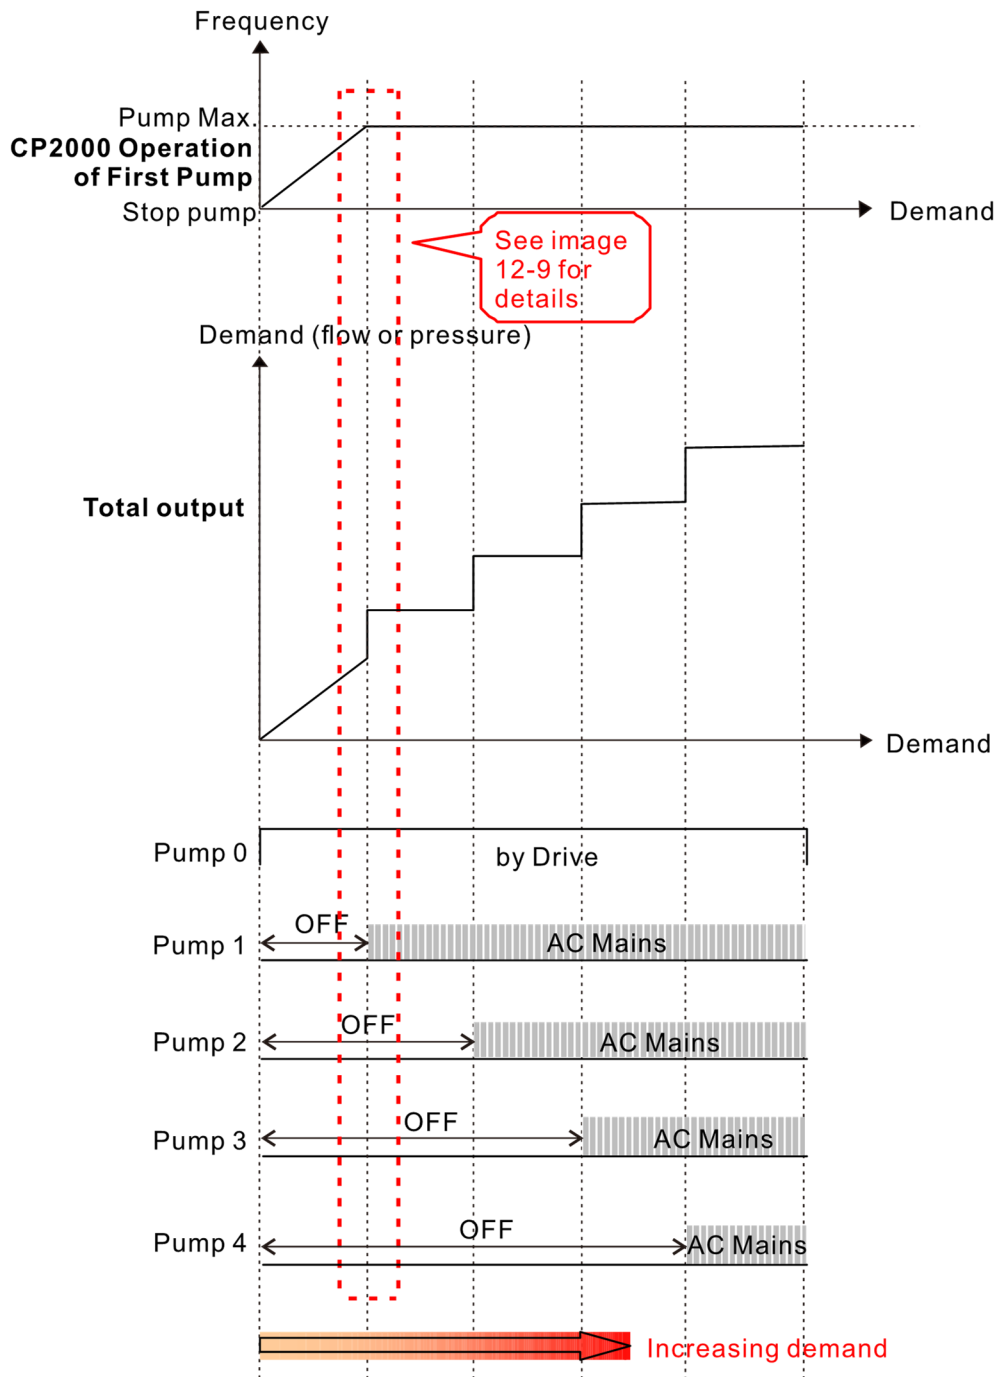 Frequency
Pump Max.
CP2000 Operation
of First Pump
Stop pump
Demand
See image
12-9 for
details
Demand (flow or pressure)
Total output
Demand
Pump 0
by Drive
OFF
Pump 1
AC Mains
OFF
Pump 2
AC Mains
OFF
Pump 3
AC Mains
OFF
Pump 4
AC Mains
Increasing demand